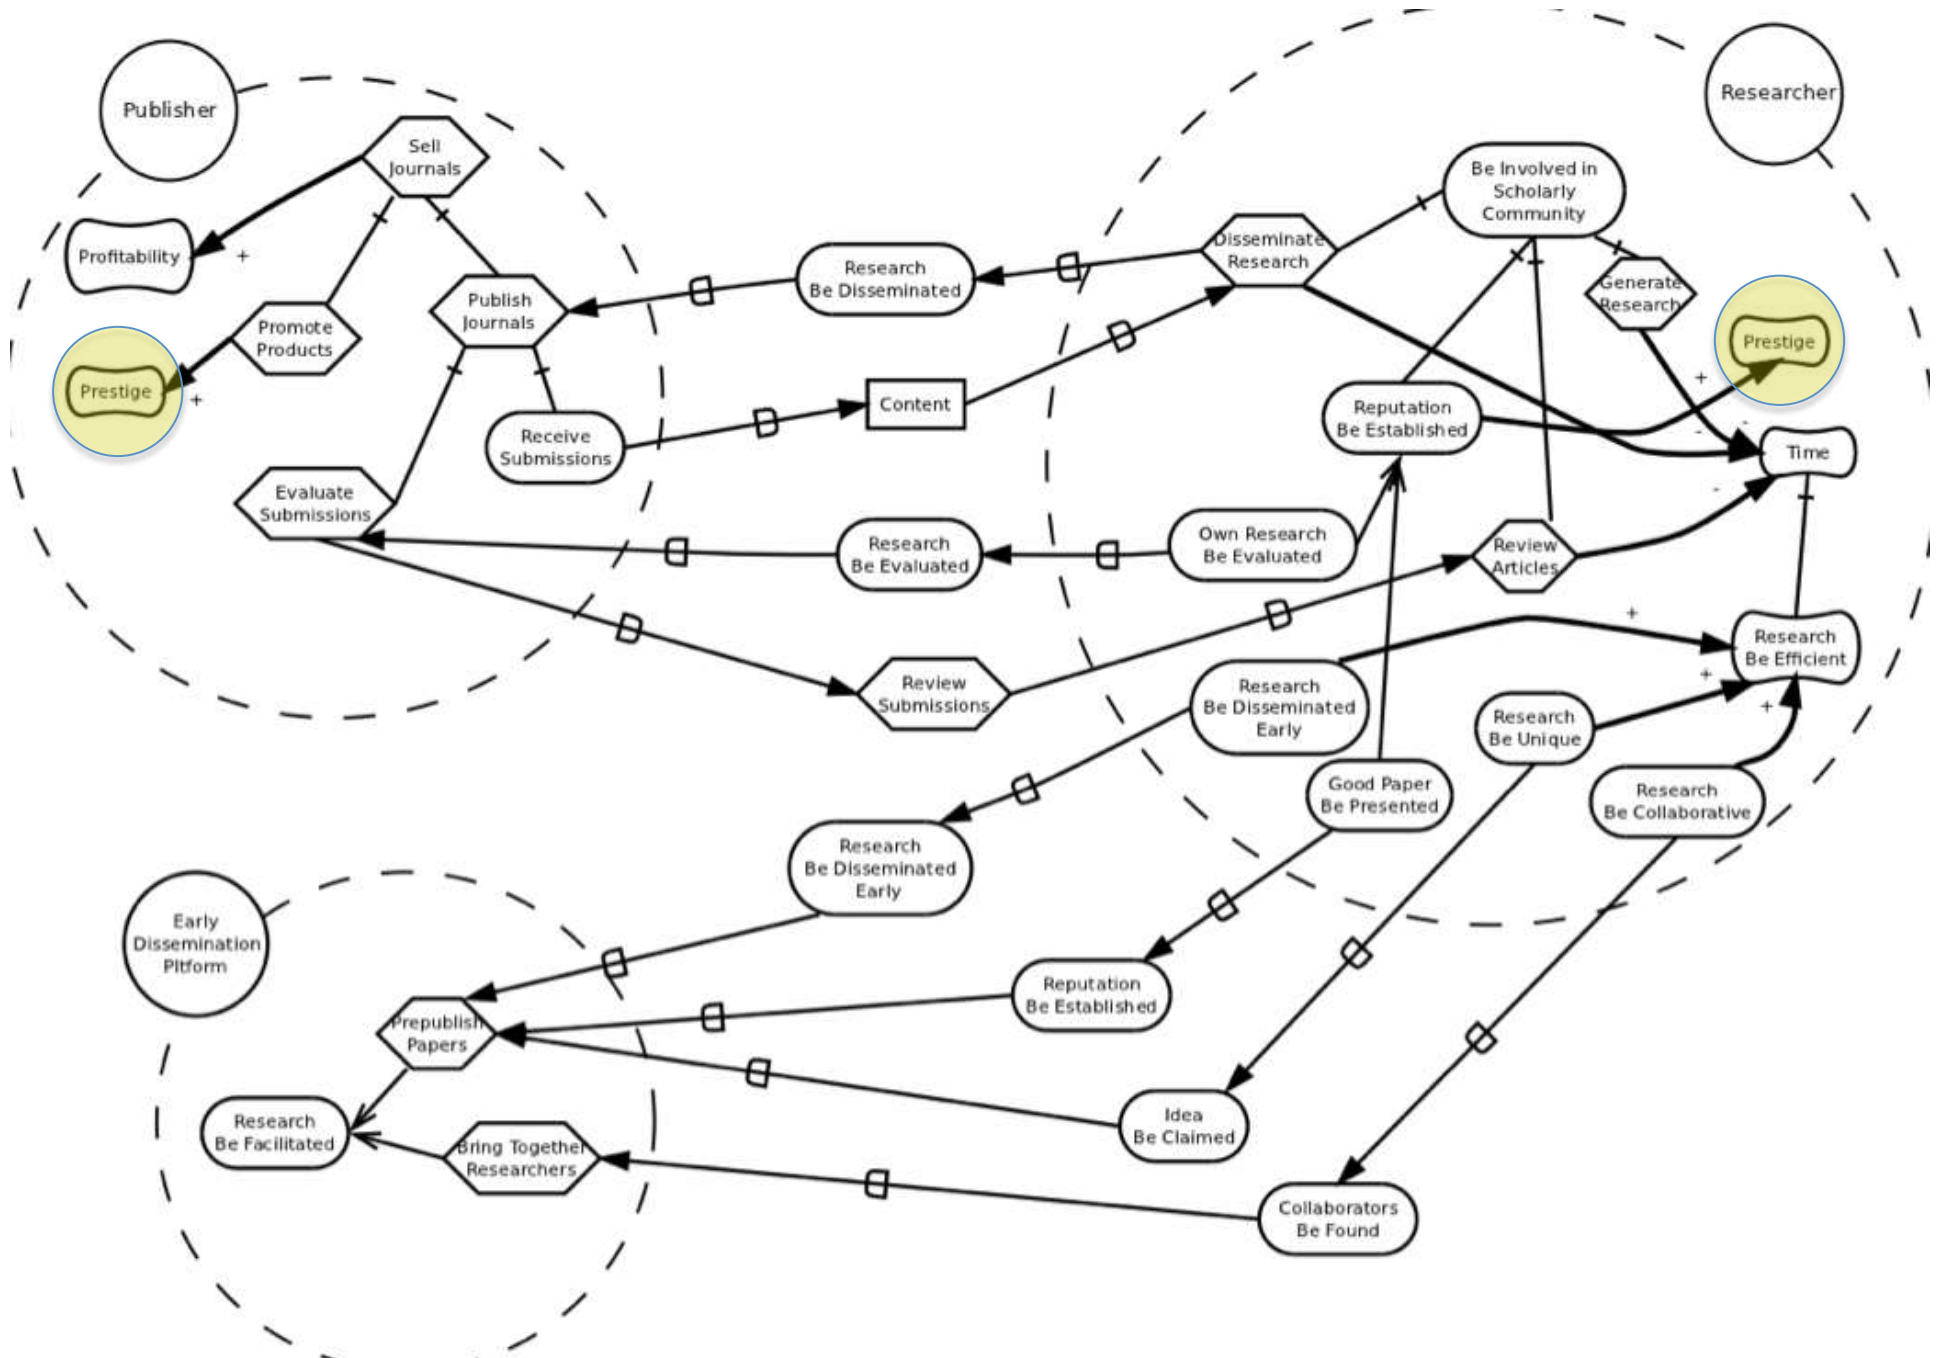 Publisher
Researcher
Sell
Journals
Profitability
+
Promote
Products
Publish
Journals
Prestige
+
Receive
Submissions
Evaluate
Submissions
Research
Be Disseminated
Content
Research
Be Evaluated
Review
Submissions
Disseminate
Research
Be Involved in
Scholarly
Community
Generate
Research
Prestige
+
-
-
Reputation
Be Established
Time
-
Own Research
Be Evaluated
Review
Articles
+
Research
Be Efficient
+
+
Research
Be Disseminated
Early
Research
Be Unique
Good Paper
Be Presented
Research
Be Collaborative
Research
Be Disseminated
Early
Early
Dissemination
Pltform
Reputation
Be Established
Prepublish
Papers
Idea
Be Claimed
Research
Be Facilitated
Bring Together
Researchers
Collaborators
Be Found